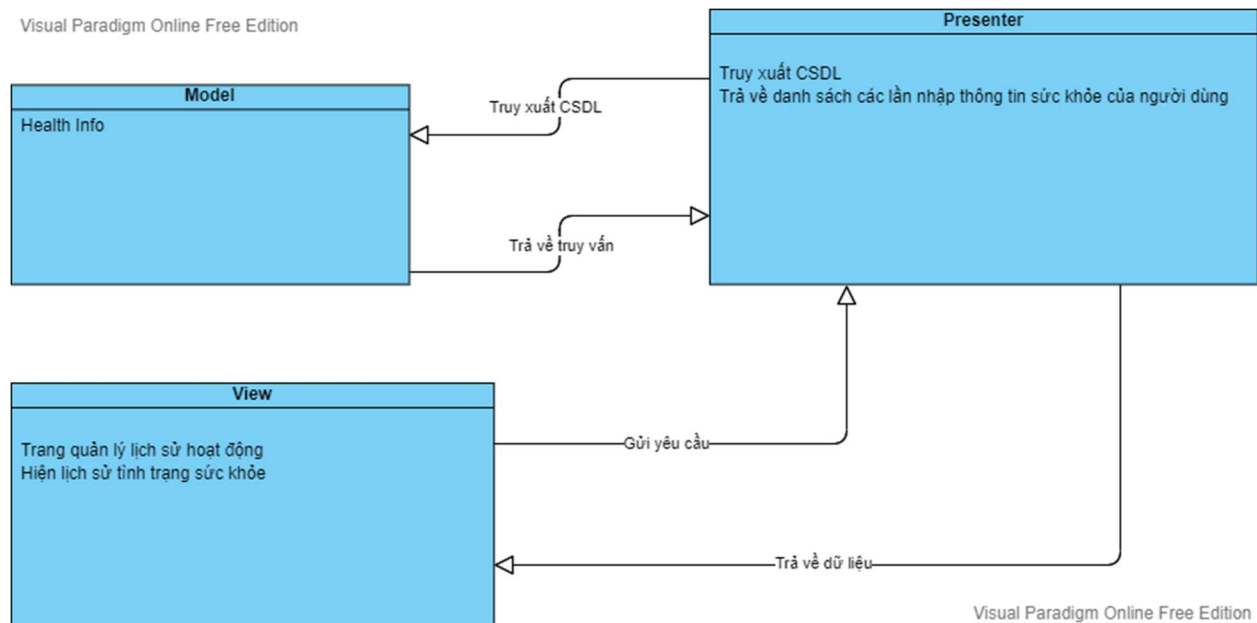 Visual Paradigm Online Free Edition
Presenter
Truy xuất CSDL
Trả về danh sách các lần nhập thông tin sức khỏe của người dùng
Model
Health Info
Truy xuất CSDL
Trả về truy vấn
View
Trang quản lý lịch sử hoạt động
Hiện lịch sử tình trạng sức khỏe
Gửi yêu cầu
Trả về dữ liệu
Visual Paradigm Online Free Edition